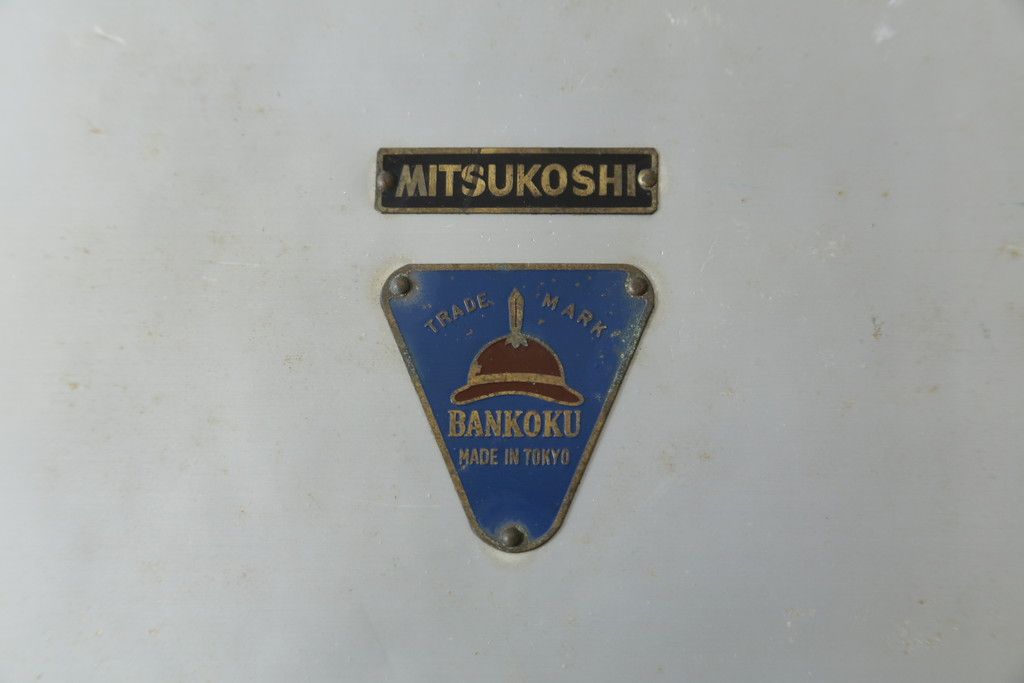 MITSUKOSHI
TRADE MARK
BANKOKU
MADE IN TOKYO